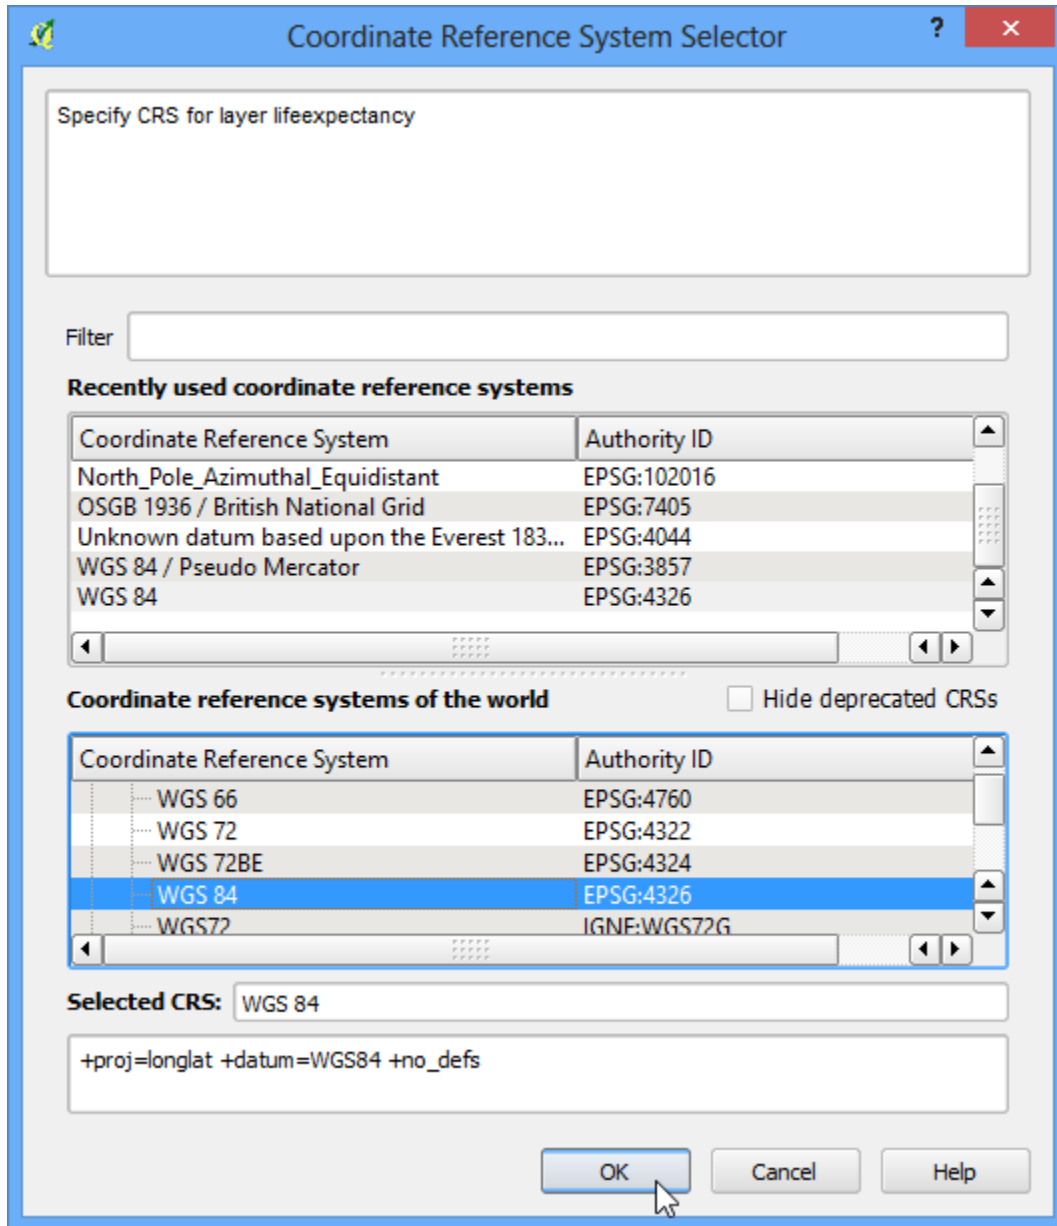 Coordinate Reference System Selector ? ×
Specify CRS for layer lifeexpectancy
Filter
Recently used coordinate reference systems
Coordinate Reference System Authority ID
North_Pole_Azimuthal_Equidistant EPSG:102016
OSGB 1936 / British National Grid EPSG:7405
Unknown datum based upon the Everest 183... EPSG:4044
WGS 84 / Pseudo Mercator EPSG:3857
WGS 84 EPSG:4326
Coordinate reference systems of the world Hide deprecated CRSs
Coordinate Reference System Authority ID
WGS 66 EPSG:4760
WGS 72 EPSG:4322
WGS 72BE EPSG:4324
WGS 84 EPSG:4326
WGS72 IGNF:WGS72G
Selected CRS: WGS 84
+proj=longlat +datum=WGS84 +no_defs
OK Cancel Help